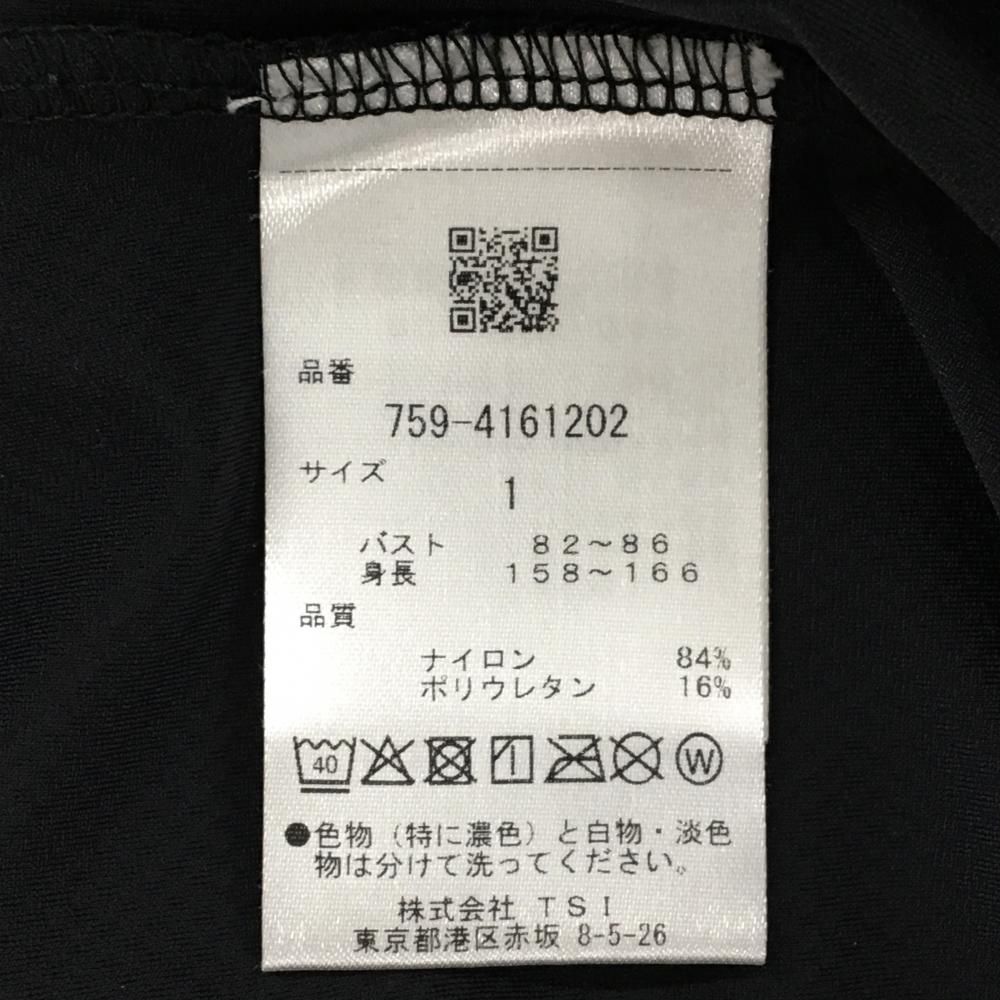 品番
759-4161202
サイズ
1
バスト 82～86
身長 158～166
品質
ナイロン 84%
ポリウレタン 16%
40
W
●色物（特に濃色）と白物・淡色
物は分けて洗ってください。
株式会社 TSI
東京都港区赤坂 8-5-26